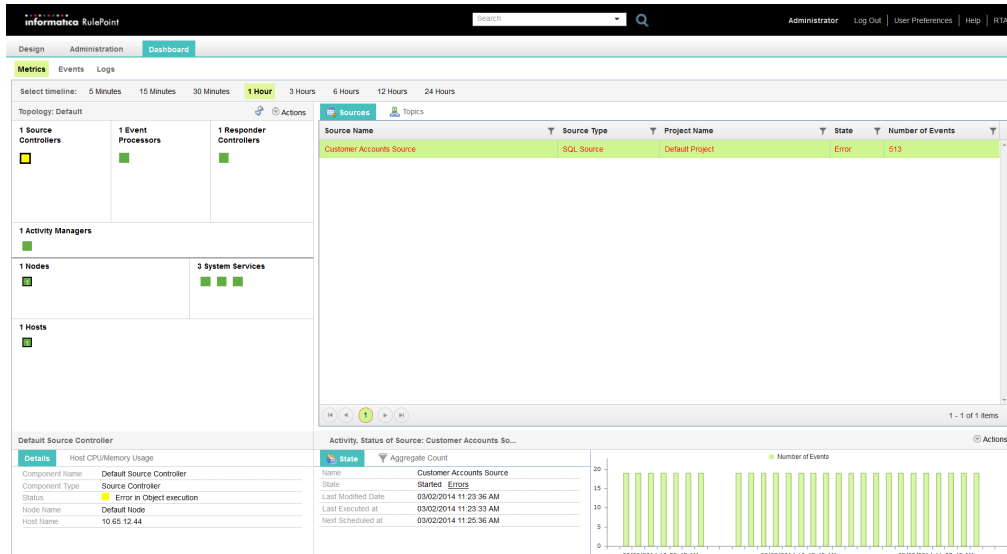 informatica RulePoint
Search
Administrator Log Out User Preferences Help RTA
Design Administration Dashboard
Metrics Events Logs
Select timeline: 5 Minutes 15 Minutes 30 Minutes 1 Hour 3 Hours 6 Hours 12 Hours 24 Hours
Topology: Default Actions
Sources Topics
1 Source Controllers
1 Event Processors
1 Responder Controllers
Source Name Source Type Project Name State Number of Events
Customer Accounts Source SQL Source Default Project Error 513
1 Activity Managers
1 Nodes
3 System Services
1 Hosts
1
1 - 1 of 1 items
Default Source Controller
Details Host CPU/Memory Usage
Component Name Default Source Controller
Component Type Source Controller
Status Error in Object execution
Node Name Default Node
Host Name 10.65.12.44
Activity, Status of Source: Customer Accounts So...
Actions
State Aggregate Count
Name Customer Accounts Source
State Started Errors
Last Modified Date 03/02/2014 11:23:36 AM
Last Executed at 03/02/2014 11:23:33 AM
Next Scheduled at 03/02/2014 11:25:36 AM
Number of Events
20
15
10
5
0